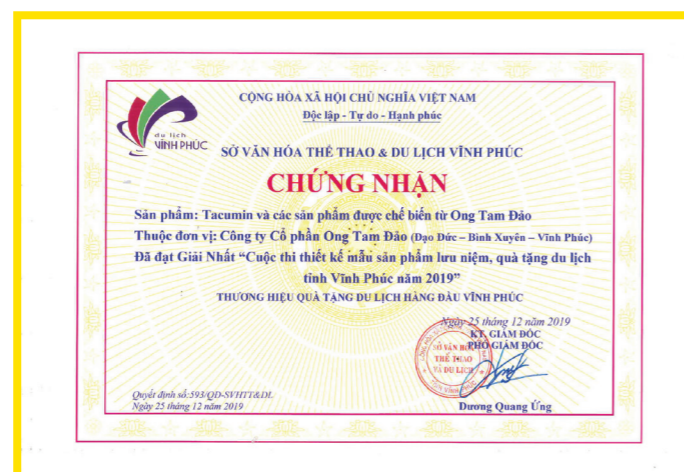 CỘNG HÒA XÃ HỘI CHỦ NGHĨA VIỆT NAM
Độc lập - Tự do - Hạnh phúc
du lịch
VĨNH PHÚC
SỞ VĂN HÓA THỂ THAO & DU LỊCH VĨNH PHÚC
CHỨNG NHẬN
Sản phẩm: Tacumin và các sản phẩm được chế biến từ Ong Tam Đảo
Thuộc đơn vị: Công ty Cổ phần Ong Tam Đảo (Đạo Đức – Bình Xuyên – Vĩnh Phúc)
Đã đạt Giải Nhất “Cuộc thi thiết kế mẫu sản phẩm lưu niệm, quà tặng du lịch
tỉnh Vĩnh Phúc năm 2019”
THƯƠNG HIỆU QUÀ TẶNG DU LỊCH HÀNG ĐẦU VĨNH PHÚC
Ngày 25 tháng 12 năm 2019
KT. GIÁM ĐỐC
PHÓ GIÁM ĐỐC
SỞ VĂN HÓA
THỂ THAO
VÀ DU LỊCH
Quyết định số:593/QD-SVHTT&DL
Ngày 25 tháng 12 năm 2019
Dương Quang Ứng